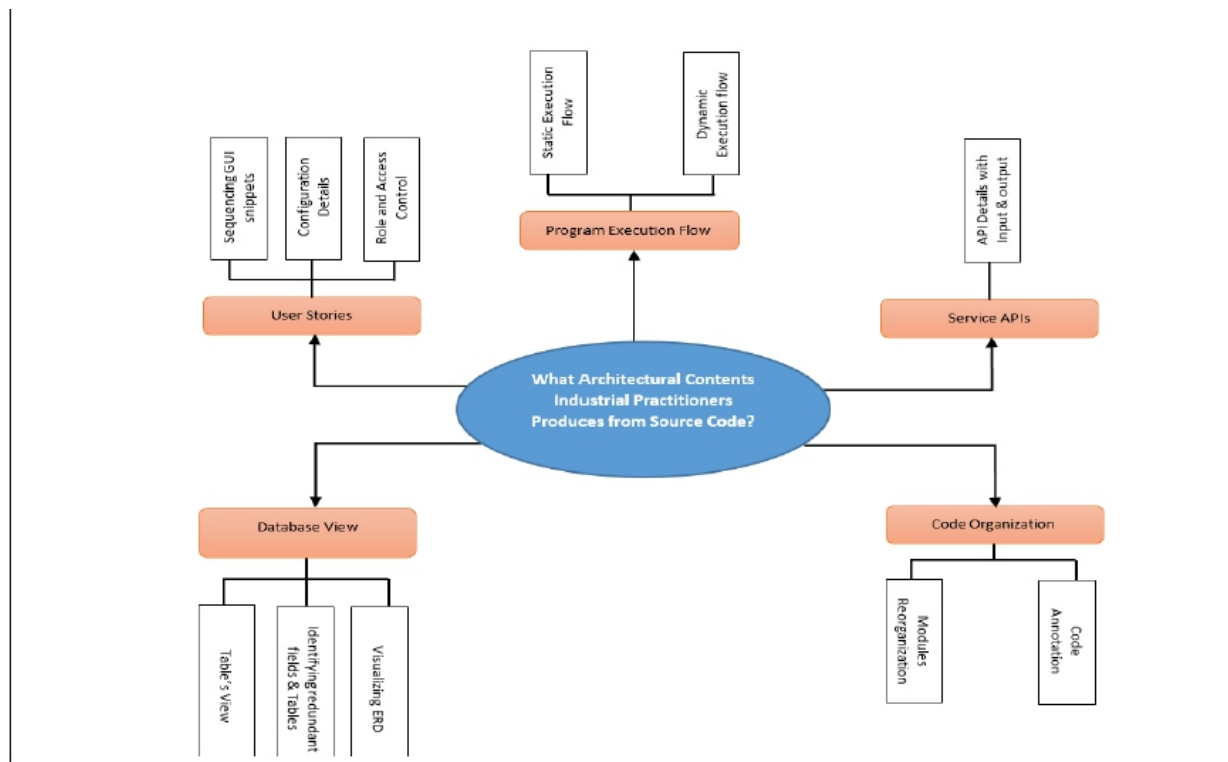 Static Execution
Flow
Dynamic
Execution flow
Sequencing GUI
snippets
Configuration
Details
Role and Access
Control
API Details with
Input & output
Program Execution Flow
User Stories
Service APIs
What Architectural Contents
Industrial Practitioners
Produces from Source Code?
Database View
Code Organization
Table's View
Identifying redundant
fields & Tables
Visualizing ERD
Modules
Reorganization
Code
Annotation